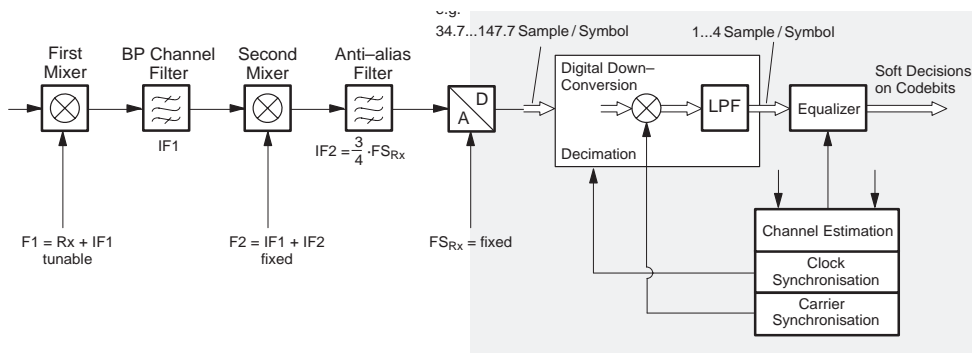 e.g.
34.7...147.7 Sample / Symbol
1...4 Sample / Symbol
First
Mixer
BP Channel
Filter
Second
Mixer
Anti–alias
Filter
Digital Down–
Conversion
Soft Decisions
on Codebits
D
A
LPF
Equalizer
IF1
IF2 = 3/4 ·FSRx
Decimation
F1 = Rx + IF1
tunable
F2 = IF1 + IF2
fixed
FSRx = fixed
Channel Estimation
Clock
Synchronisation
Carrier
Synchronisation